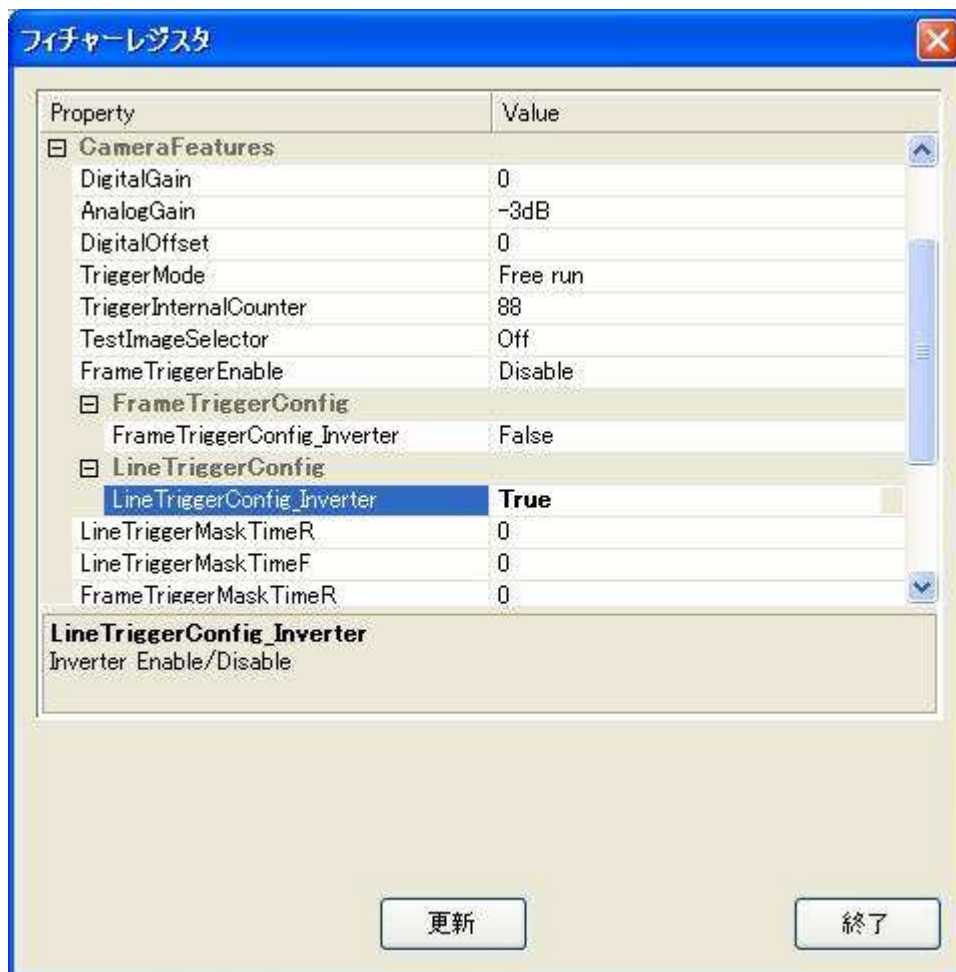 フィチャーレジスタ
Property Value
CameraFeatures
DigitalGain 0
AnalogGain -3dB
DigitalOffset 0
TriggerMode Free run
TriggerInternalCounter 88
TestImageSelector Off
FrameTriggerEnable Disable
FrameTriggerConfig
FrameTriggerConfig_Inverter False
LineTriggerConfig
LineTriggerConfig_Inverter True
LineTriggerMaskTimeR 0
LineTriggerMaskTimeF 0
FrameTriggerMaskTimeR 0
LineTriggerConfig_Inverter
Inverter Enable/Disable
更新 終了